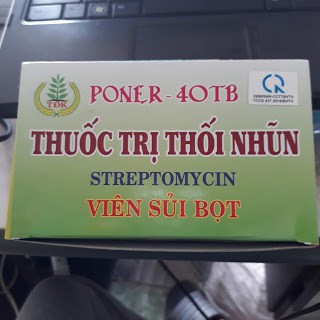 TĐK
PONER - 40TB
THUỐC TRỊ THỐI NHŨN
STREPTOMYCIN
VIÊN SỦI BỌT